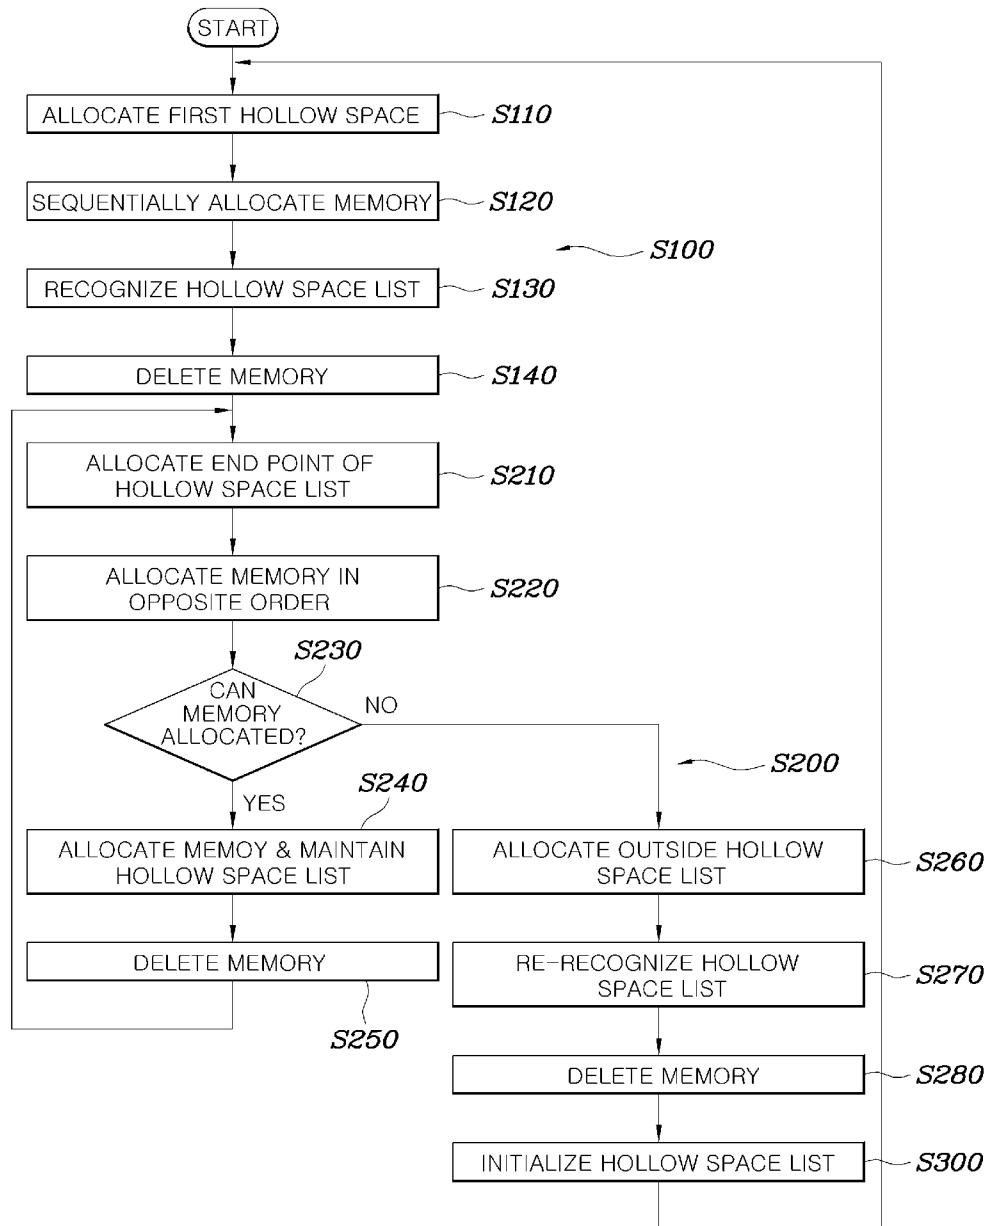 START
ALLOCATE FIRST HOLLOW SPACE
S110
SEQUENTIALLY ALLOCATE MEMORY
S120
S100
RECOGNIZE HOLLOW SPACE LIST
S130
DELETE MEMORY
S140
ALLOCATE END POINT OF
HOLLOW SPACE LIST
S210
ALLOCATE MEMORY IN
OPPOSITE ORDER
S220
S230
CAN
MEMORY
ALLOCATED?
NO
S200
YES
S240
ALLOCATE MEMOY & MAINTAIN
HOLLOW SPACE LIST
DELETE MEMORY
S250
ALLOCATE OUTSIDE HOLLOW
SPACE LIST
S260
RE-RECOGNIZE HOLLOW
SPACE LIST
S270
DELETE MEMORY
S280
INITIALIZE HOLLOW SPACE LIST
S300